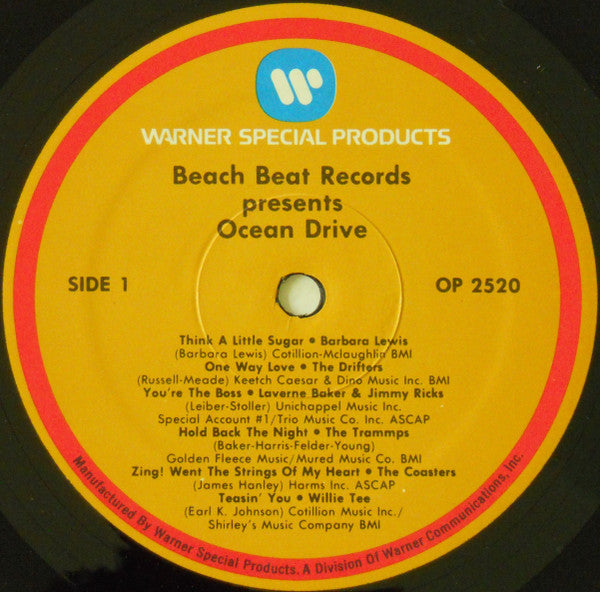 WARNER SPECIAL PRODUCTS
Beach Beat Records
presents
Ocean Drive
SIDE 1
OP 2520
Think A Little Sugar • Barbara Lewis
(Barbara Lewis) Cotillion-Mclaughlin BMI
One Way Love • The Drifters
(Russell-Meade) Keetch Caesar & Dino Music Inc. BMI
You're The Boss • Laverne Baker & Jimmy Ricks
(Leiber-Stoller) Unichappel Music Inc.
Special Account #1/Trio Music Co. Inc. ASCAP
Hold Back The Night • The Trammps
(Baker-Harris-Felder-Young)
Golden Fleece Music/Mured Music Co. BMI
Zing! Went The Strings Of My Heart • The Coasters
(James Hanley) Harms Inc. ASCAP
Teasin' You • Willie Tee
(Earl K. Johnson) Cotillion Music Inc./
Shirley's Music Company BMI
Manufactured By Warner Special Products. A Division Of Warner Communications, Inc.